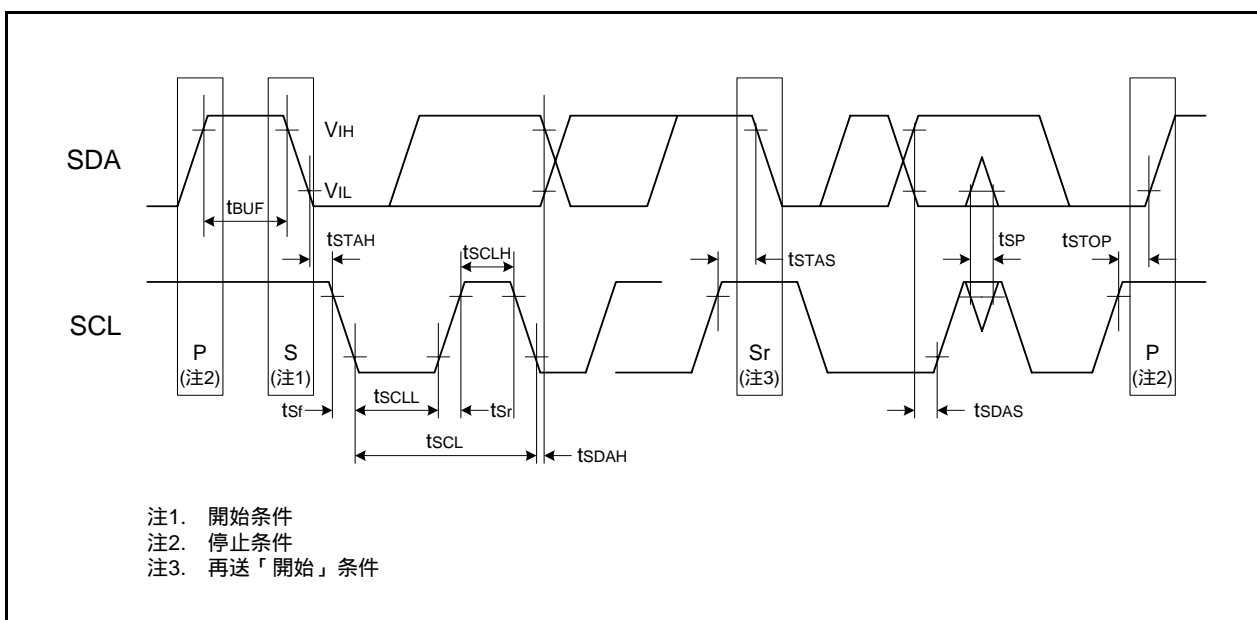 SDA
VIH
VIL
tBUF
tSTAH
tSCLH
tSTAS
tSP
tSTOP
SCL
P
(注2)
S
(注1)
Sr
(注3)
P
(注2)
tSf
tSCLL
tSr
tSDAS
tSCL
tSDAH
注1. 開始条件
注2. 停止条件
注3. 再送「開始」条件